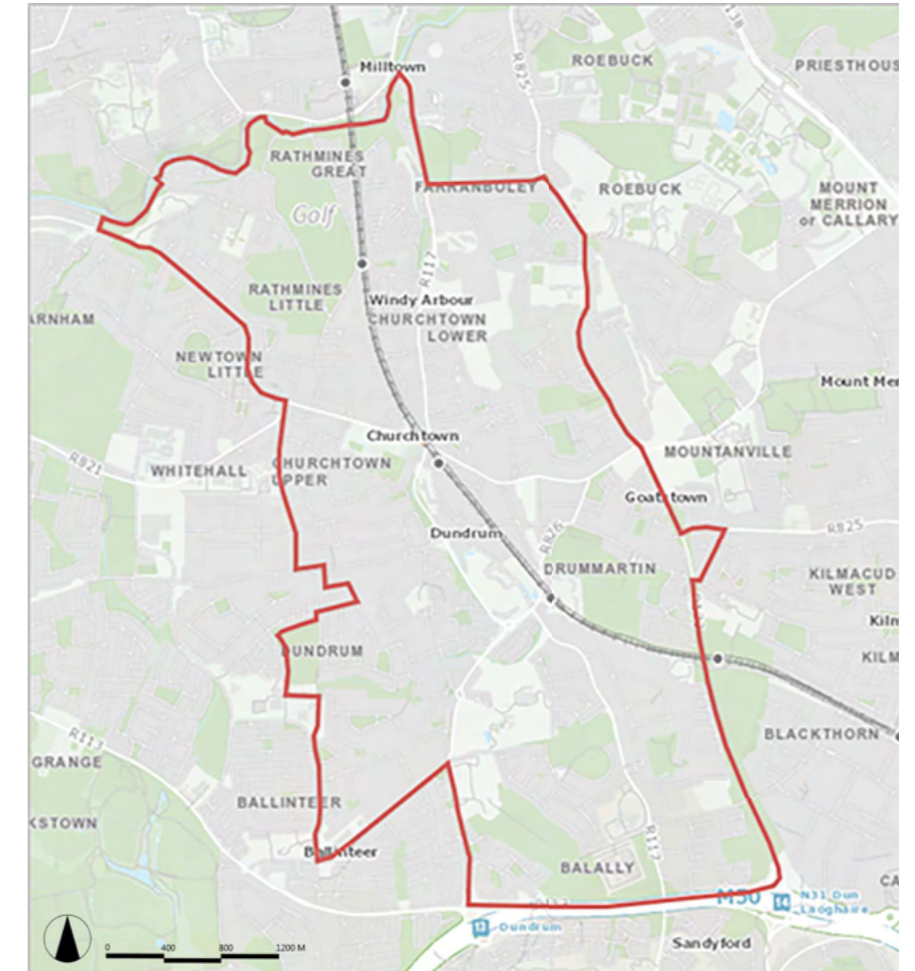 138
Milltown
R825
ROEBUCK
PRIESTHOUS
RATHMINES
GREAT
FARRANBOLEY
ROEBUCK
MOUNT
MERRION
or CALLARY
Golf
R117
RATHMINES
LITTLE
Windy Arbour
CHURCHTOWN
LOWER
ARNHAM
NEWTOWN
LITTLE
Mount Mer
Churchtown
R821
WHITEHALL
CHURCHTOWN
UPPER
MOUNTANVILLE
Goatstown
R825
Dundrum
R826
DRUMMARTIN
KILMACUD
WEST
Kiln
DUNDRUM
KILM
R113
GRANGE
BLACKTHORN
KSTOWN
BALLINTEER
Ballinteer
R117
BALALLY
CA
M50
14
N31 Dun
Laoghaire
13
Dundrum
Sandyford
0 400 800 1200 M